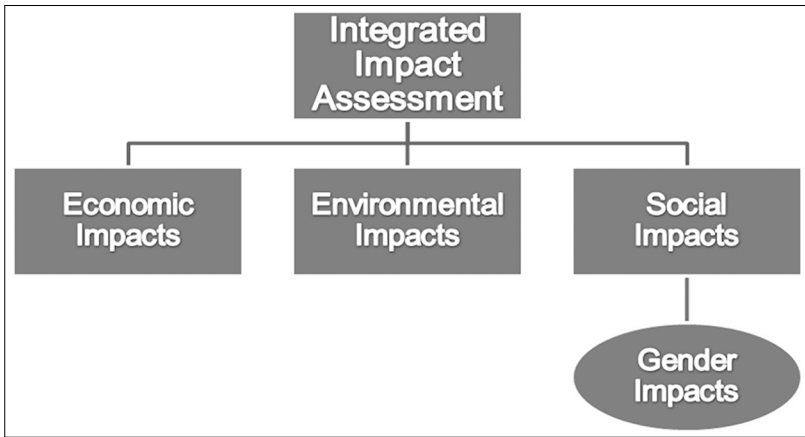 Integrated
Impact
Assessment
Economic
Impacts
Environmental
Impacts
Social
Impacts
Gender
Impacts